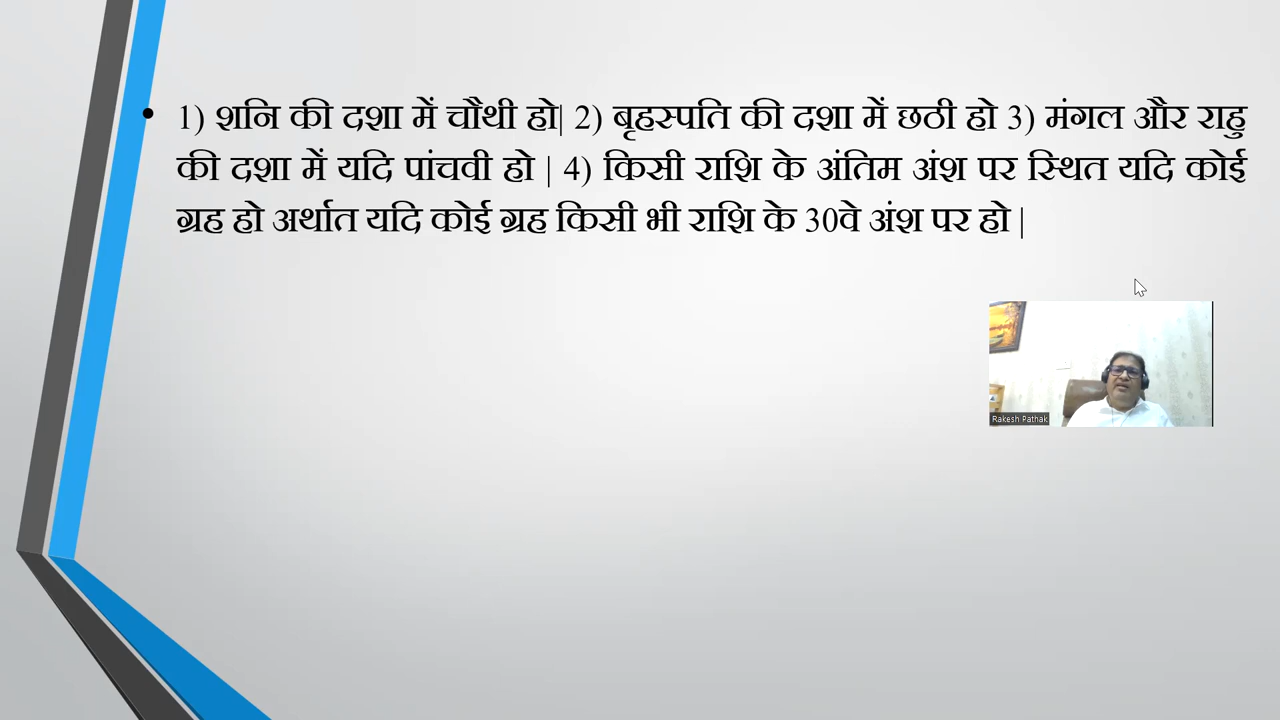 • 1) शनि की दशा में चौथी हो| 2) बृहस्पति की दशा में छठी हो 3) मंगल और राहु
की दशा में यदि पांचवी हो | 4) किसी राशि के अंतिम अंश पर स्थित यदि कोई
ग्रह हो अर्थात यदि कोई ग्रह किसी भी राशि के 30वे अंश पर हो |
Rakesh Pathak